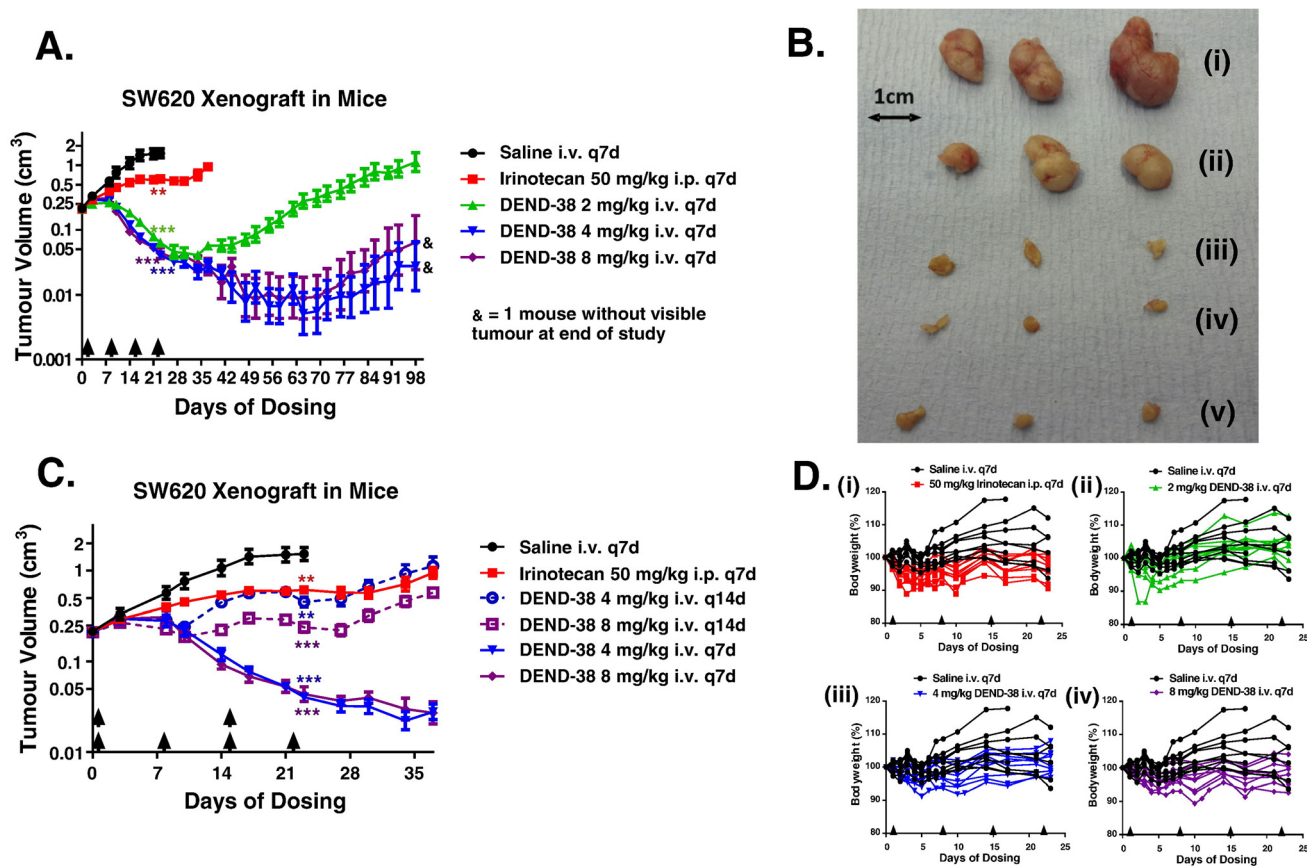 A.
SW620 Xenograft in Mice
Tumour Volume (cm³)
2
1
0.5
0.25
0.1
0.05
0.01
0.001
0 7 14 21 28 35 42 49 56 63 70 77 84 91 98
Days of Dosing
** 
***
***
***
&
&
Saline i.v. q7d
Irinotecan 50 mg/kg i.p. q7d
DEND-38 2 mg/kg i.v. q7d
DEND-38 4 mg/kg i.v. q7d
DEND-38 8 mg/kg i.v. q7d
& = 1 mouse without visible
tumour at end of study
B.
1cm
(i)
(ii)
(iii)
(iv)
(v)
C.
SW620 Xenograft in Mice
Tumour Volume (cm³)
2
1
0.5
0.25
0.1
0.05
0.01
0 7 14 21 28 35
Days of Dosing
**
**
***
***
***
Saline i.v. q7d
Irinotecan 50 mg/kg i.p. q7d
DEND-38 4 mg/kg i.v. q14d
DEND-38 8 mg/kg i.v. q14d
DEND-38 4 mg/kg i.v. q7d
DEND-38 8 mg/kg i.v. q7d
D.
(i)
Saline i.v. q7d
50 mg/kg Irinotecan i.p. q7d
Bodyweight (%)
120
110
100
90
80
0 5 10 15 20 25
Days of Dosing
(ii)
Saline i.v. q7d
2 mg/kg DEND-38 i.v. q7d
Bodyweight (%)
120
110
100
90
80
0 5 10 15 20 25
Days of Dosing
(iii)
Saline i.v. q7d
4 mg/kg DEND-38 i.v. q7d
Bodyweight (%)
120
110
100
90
80
0 5 10 15 20 25
Days of Dosing
(iv)
Saline i.v. q7d
8 mg/kg DEND-38 i.v. q7d
Bodyweight (%)
120
110
100
90
80
0 5 10 15 20 25
Days of Dosing